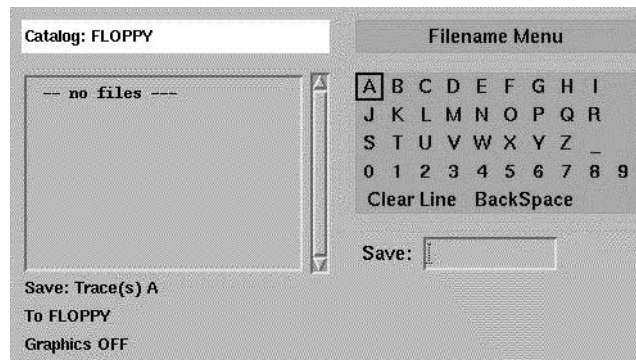 Catalog: FLOPPY
-- no files ---
Save: Trace(s) A
To FLOPPY
Graphics OFF
Filename Menu
A B C D E F G H I
J K L M N O P Q R
S T U V W X Y Z _
0 1 2 3 4 5 6 7 8 9
Clear Line BackSpace
Save: